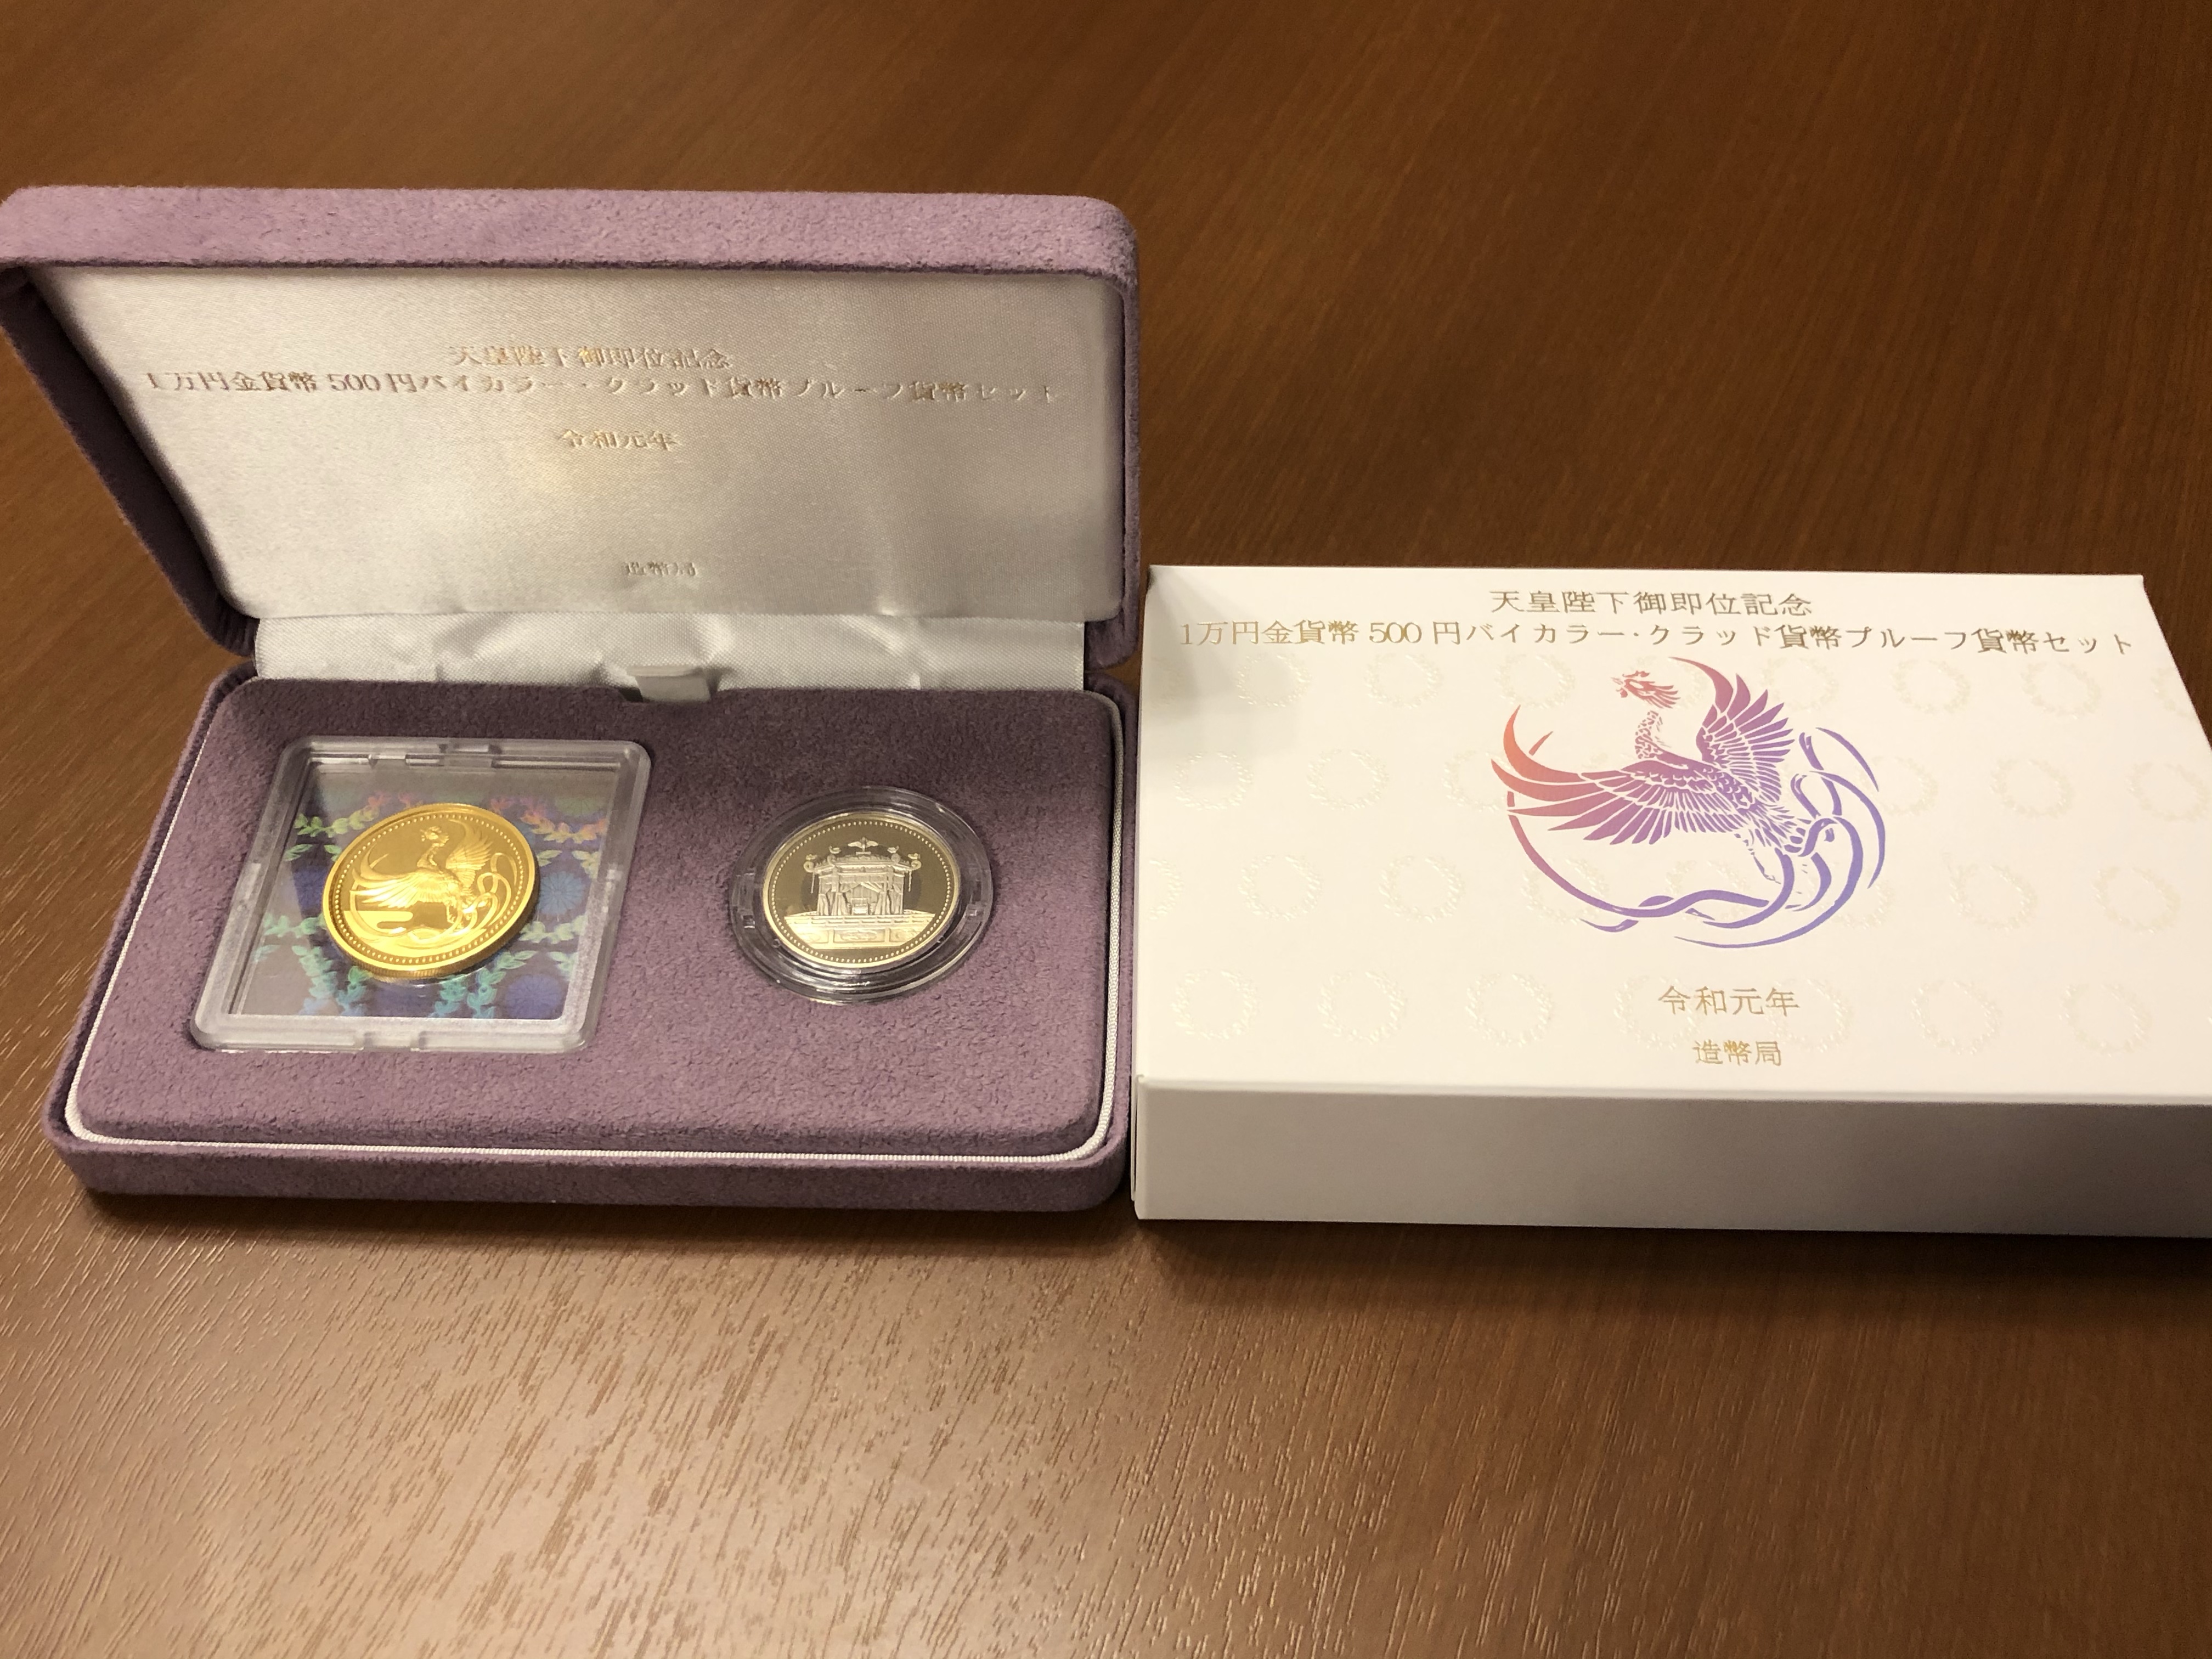 天皇陛下御即位記念
1万円金貨幣 500円バイカラー・クラッド貨幣プルーフ貨幣セット
令和元年
造幣局
天皇陛下御即位記念
1万円金貨幣 500円バイカラー・クラッド貨幣プルーフ貨幣セット
令和元年
造幣局